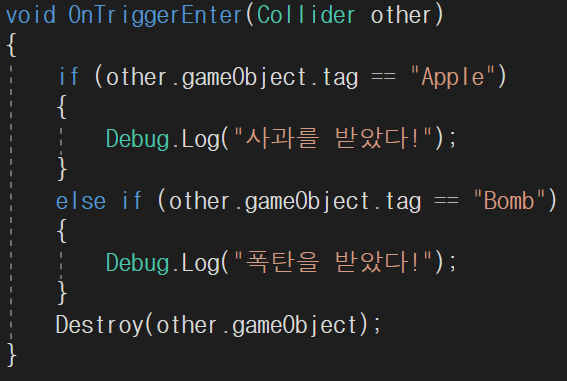 void OnTriggerEnter(Collider other)
{
    if (other.gameObject.tag == "Apple")
    {
        Debug.Log("사과를 받았다!");
    }
    else if (other.gameObject.tag == "Bomb")
    {
        Debug.Log("폭탄을 받았다!");
    }
    Destroy(other.gameObject);
}